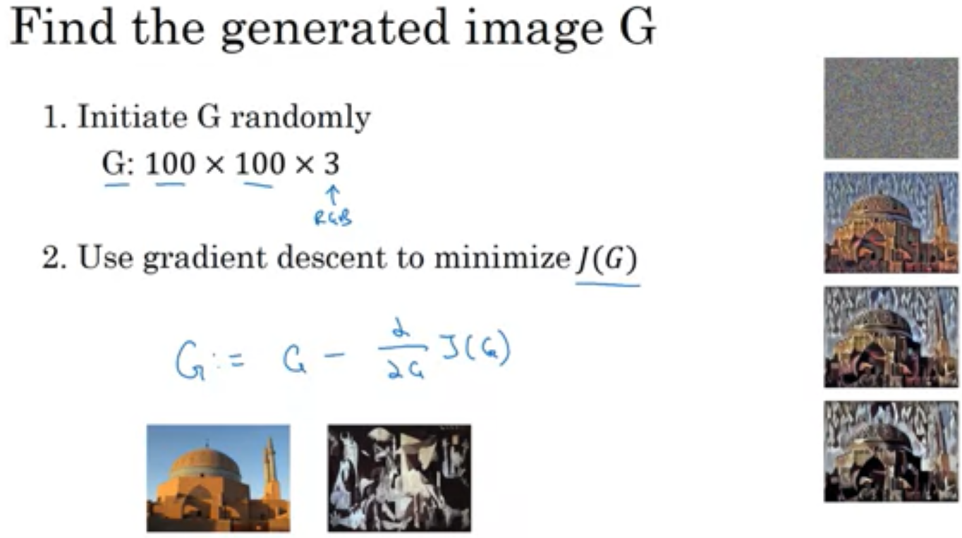 Find the generated image G
1. Initiate G randomly
G: 100 × 100 × 3
↑
RGB
2. Use gradient descent to minimize J(G)
G := G - ∂/∂G J(G)